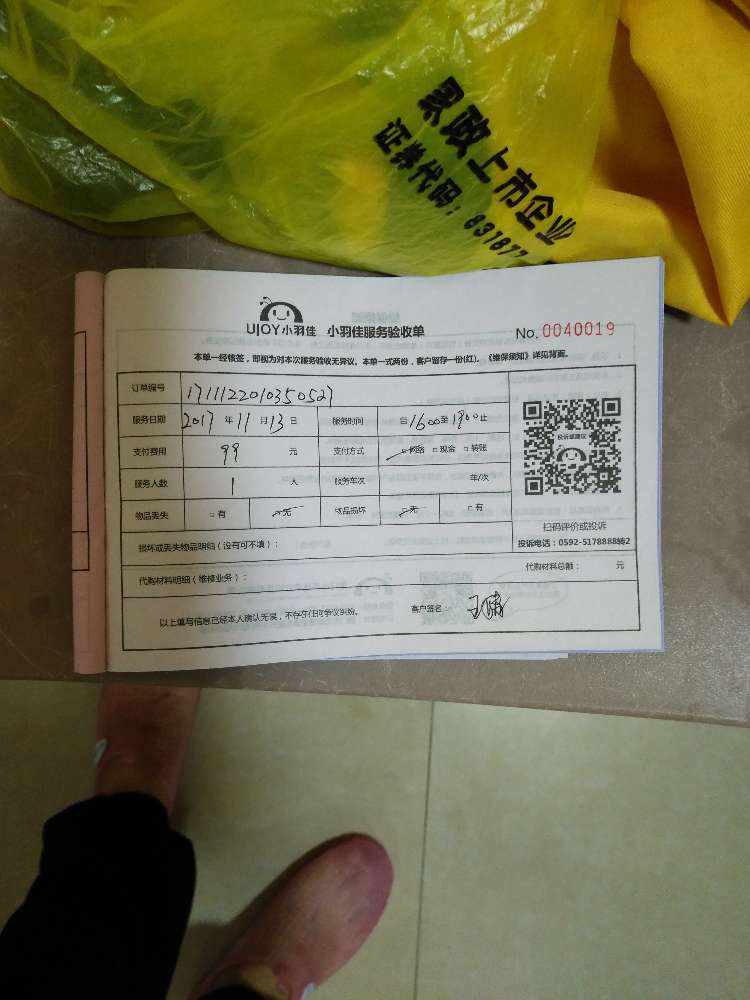 家政上市企业
证券代码：831877
UJOY小羽佳 小羽佳服务验收单
No.0040019
本单一经核签，即视为对本次服务验收无异议。本单一式两份，客户留存一份(红)。《维保须知》详见背面。
订单编号 1711122010350527
服务日期 2017 年 11 月 13 日 服务时间 自 1600 至 1900 止
支付费用 99 元 支付方式 网络 □ 现金 □ 转账
服务人数 1 人 服务车次 车/次
物品丢失 □ 有 无 物品损坏 无 □ 有
投诉或建议
扫码评价或投诉
投诉电话：0592-5178888转2
损坏或丢失物品明细（没有可不填）：
代购材料明细（维修业务）： 代购材料总额： 元
以上填写信息已经本人确认无误，不存在任何争议纠纷。 客户签名：